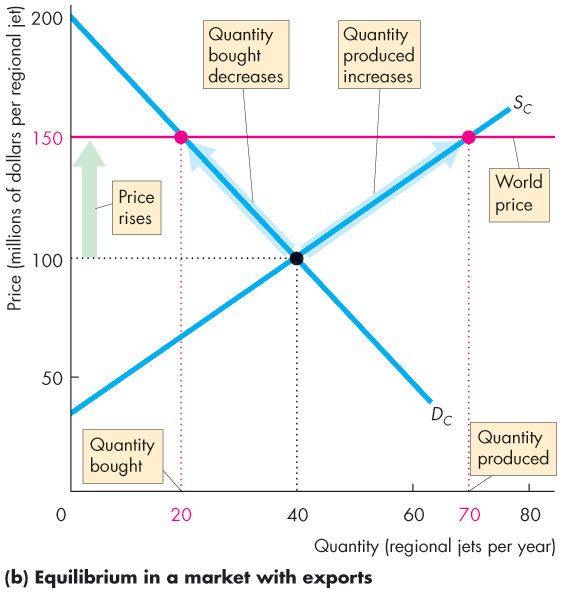 Price (millions of dollars per regional jet)
200
150
100
50
0
20
40
60
70
80
Quantity
bought
decreases
Quantity
produced
increases
SC
World
price
Price
rises
DC
Quantity
bought
Quantity
produced
Quantity (regional jets per year)
(b) Equilibrium in a market with exports